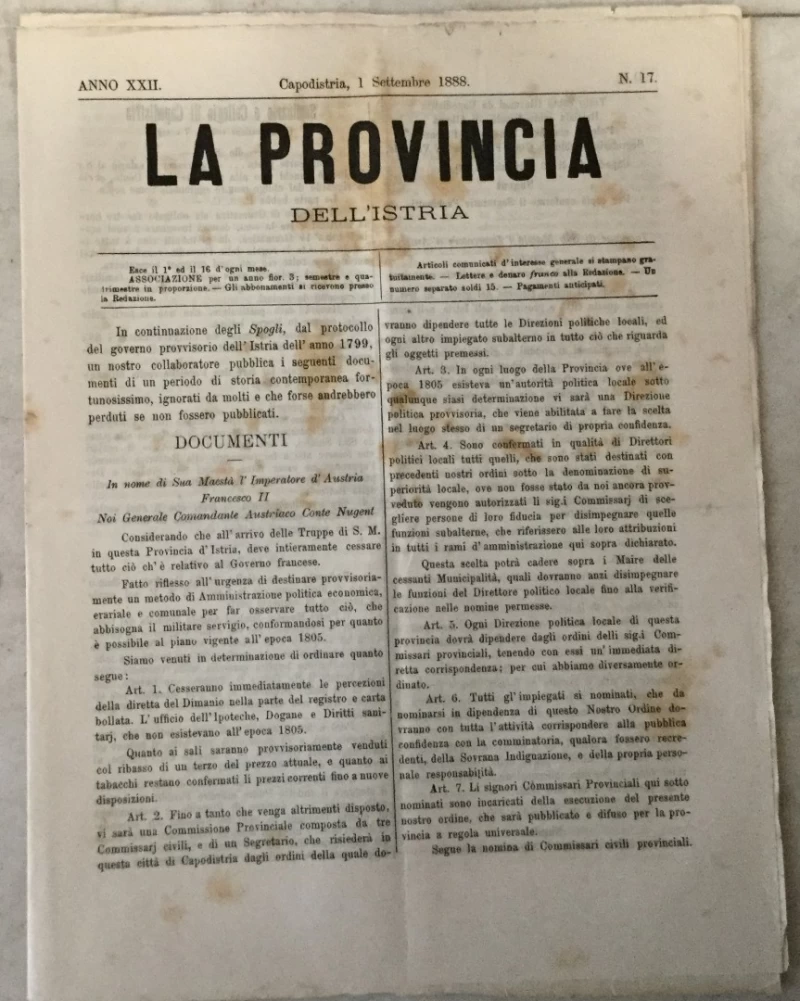 ANNO XXII.
Capodistria, 1 Settembre 1888.
N. 17.
LA PROVINCIA
DELL'ISTRIA
Esce il 1° ed il 16 d'ogni mese.
ASSOCIAZIONE per un anno fior. 3; semestre e qua-
trimestre in proporzione. — Gli abbonamenti si ricevono presso
la Redazione.
Articoli comunicati d'interesse generale si stampano gra-
tuitamente. — Lettere e denaro franco alla Redazione. — Un
numero separato soldi 15. — Pagamenti anticipati.
In continuazione degli Spogli, dal protocollo
del governo provvisorio dell'Istria dell'anno 1799,
un nostro collaboratore pubblica i seguenti docu-
menti di un periodo di storia contemporanea for-
tunosissimo, ignorati da molti e che forse andrebbero
perduti se non fossero pubblicati.
DOCUMENTI
In nome di Sua Maestà l'Imperatore d'Austria
Francesco II
Noi Generale Comandante Austriaco Conte Nugent
Considerando che all'arrivo delle Truppe di S. M.
in questa Provincia d'Istria, deve intieramente cessare
tutto ciò ch'è relativo al Governo francese.
Fatto riflesso all'urgenza di destinare provvisoria-
mente un metodo di Amministrazione politica economica,
erariale e comunale per far osservare tutto ciò, che
abbisogna il militare servigio, conformandosi per quanto
è possibile al piano vigente all'epoca 1805.
Siamo venuti in determinazione di ordinare quanto
segue:
Art. 1. Cesseranno immediatamente le percezioni
della diretta del Dimanio nella parte del registro e carta
bollata. L'ufficio dell'Ipoteche, Dogane e Diritti sani-
tarj, che non esistevano all'epoca 1805.
Quanto ai sali saranno provvisoriamente venduti
col ribasso di un terzo del prezzo attuale, e quanto ai
tabacchi restano confermati li prezzi correnti fino a nuove
disposizioni.
Art. 2. Fino a tanto che venga altrimenti disposto,
vi sarà una Commissione Provinciale composta da tre
Commissarj civili, e di un Segretario, che risiederà in
questa città di Capodistria dagli ordini della quale do-
vranno dipendere tutte le Direzioni politiche locali, ed
ogni altro impiegato subalterno in tutto ciò che riguarda
gli oggetti premessi.
Art. 3. In ogni luogo della Provincia ove all'e-
poca 1805 esisteva un'autorità politica locale sotto
qualunque siasi determinazione vi sarà una Direzione
politica provvisoria, che viene abilitata a fare la scelta
nel luogo stesso di un segretario di propria confidenza.
Art. 4. Sono confermati in qualità di Direttori
politici locali tutti quelli, che sono stati destinati con
precedenti nostri ordini sotto la denominazione di su-
periorità locale, ove non fosse stato da noi ancora prov-
veduto vengono autorizzati li sig.i Commissarj di sce-
gliere persone di loro fiducia per disimpegnare quelle
funzioni subalterne, che riferissero alle loro attribuzioni
in tutti i rami d'amministrazione qui sopra dichiarato.
Questa scelta potrà cadere sopra i Maire delle
cessanti Municipalità, quali dovranno anzi disimpegnare
le funzioni del Direttore politico locale fino alla verifi-
cazione nelle nomine permesse.
Art. 5. Ogni Direzione politica locale di questa
provincia dovrà dipendere dagli ordini delli sig.i Com-
missari provinciali, tenendo con essi un'immediata di-
retta corrispondenza; per cui abbiamo diversamente or-
dinato.
Art. 6. Tutti gl'impiegati si nominati, che da
nominarsi in dipendenza di questo Nostro Ordine do-
vranno con tutta l'attività corrispondere alla pubblica
confidenza con la comminatoria, qualora fossero recre-
denti, della Sovrana Indignazione, e della propria perso-
nale responsabilità.
Art. 7. Li signori Commissari Provinciali qui sotto
nominati sono incaricati della esecuzione del presente
nostro ordine, che sarà pubblicato e difuso per la pro-
vincia a regola universale.
Segue la nomina di Commissari civili provinciali.